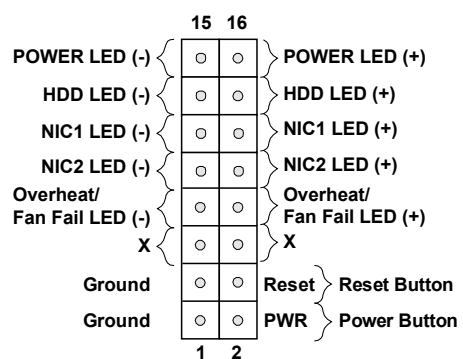 15 16
POWER LED (-) POWER LED (+)
HDD LED (-) HDD LED (+)
NIC1 LED (-) NIC1 LED (+)
NIC2 LED (-) NIC2 LED (+)
Overheat/ Overheat/
Fan Fail LED (-) Fan Fail LED (+)
X X
Ground Reset Reset Button
Ground PWR Power Button
1 2